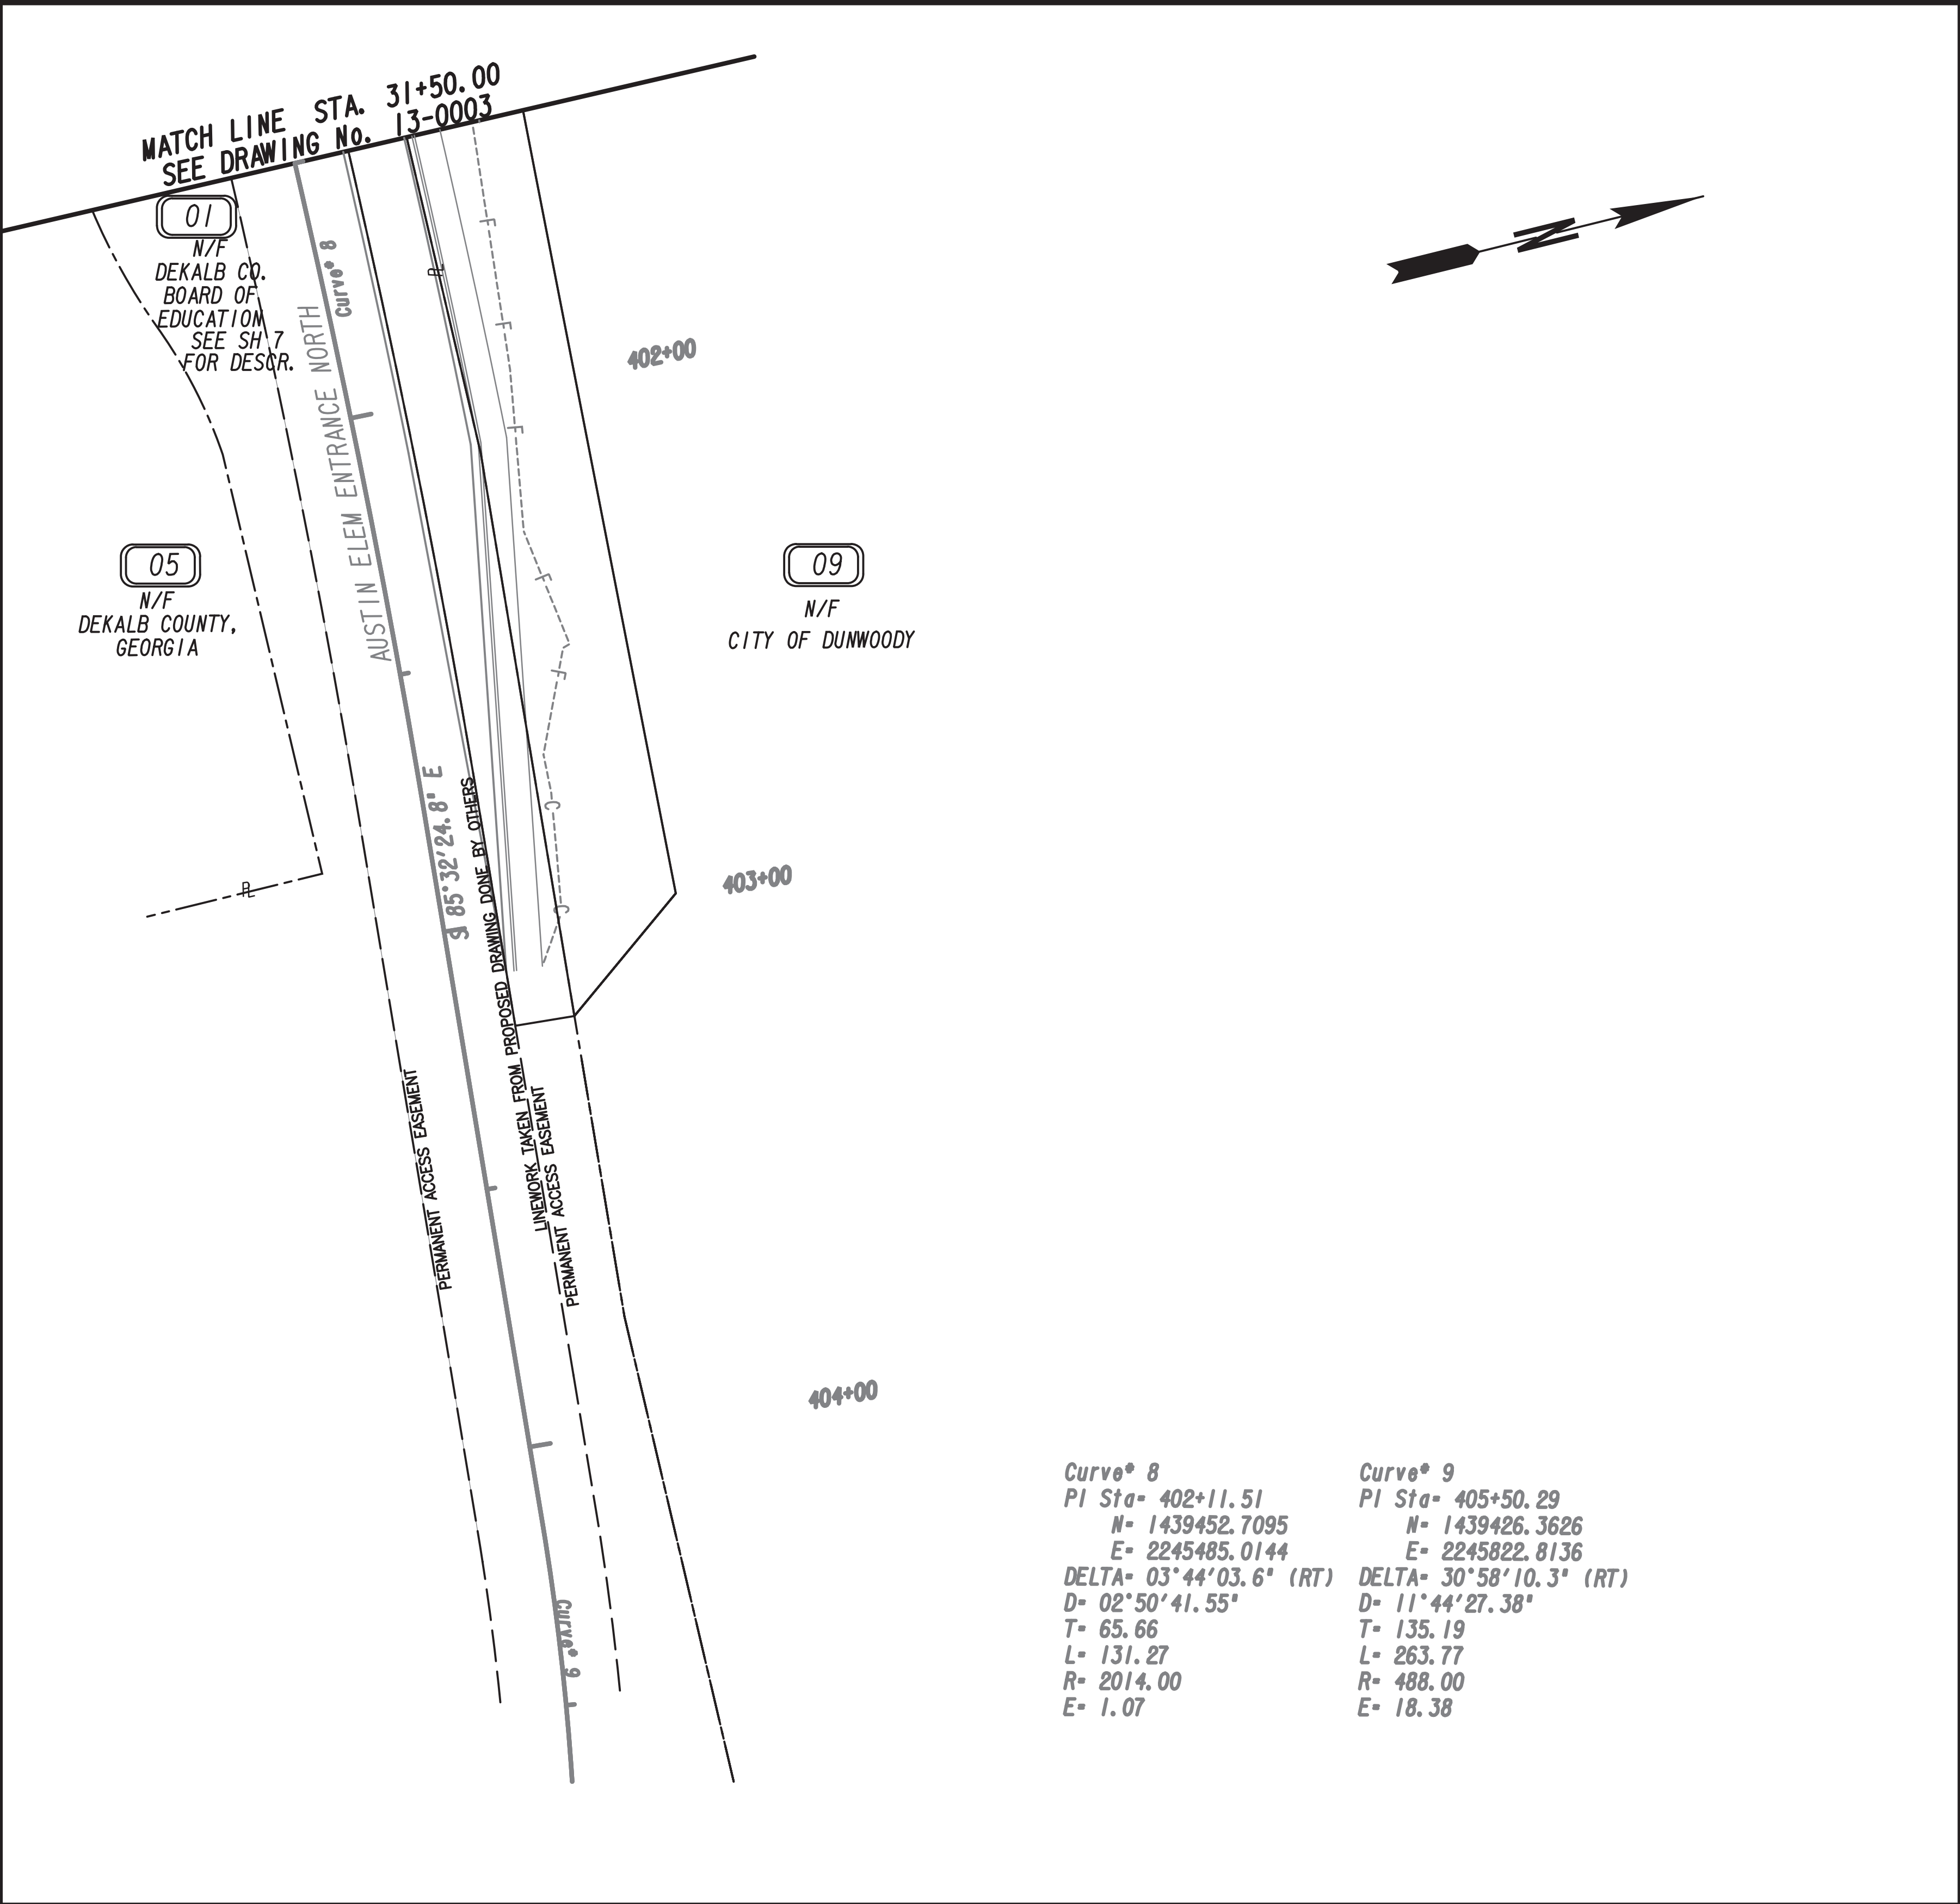 MATCH LINE STA. 31+50.00
SEE DRAWING No. 13-0003
01
N/F
DEKALB CO.
BOARD OF
EDUCATION
SEE SH 7
FOR DESCR.
Curve# 8
AUSTIN ELEM ENTRANCE NORTH
PL
F
F
F
F
F
C
C
N
402+00
05
N/F
DEKALB COUNTY,
GEORGIA
09
N/F
CITY OF DUNWOODY
S 85°32'24.8" E
LINEWORK TAKEN FROM PROPOSED DRAWING DONE BY OTHERS
PL
403+00
PERMANENT ACCESS EASEMENT
PERMANENT ACCESS EASEMENT
404+00
Curve# 9
Curve# 8
PI Sta= 402+11.51
N= 1439452.7095
E= 2245485.0144
DELTA= 03°44'03.6" (RT)
D= 02°50'41.55"
T= 65.66
L= 131.27
R= 2014.00
E= 1.07
Curve# 9
PI Sta= 405+50.29
N= 1439426.3626
E= 2245822.8136
DELTA= 30°58'10.3" (RT)
D= 11°44'27.38"
T= 135.19
L= 263.77
R= 488.00
E= 18.38